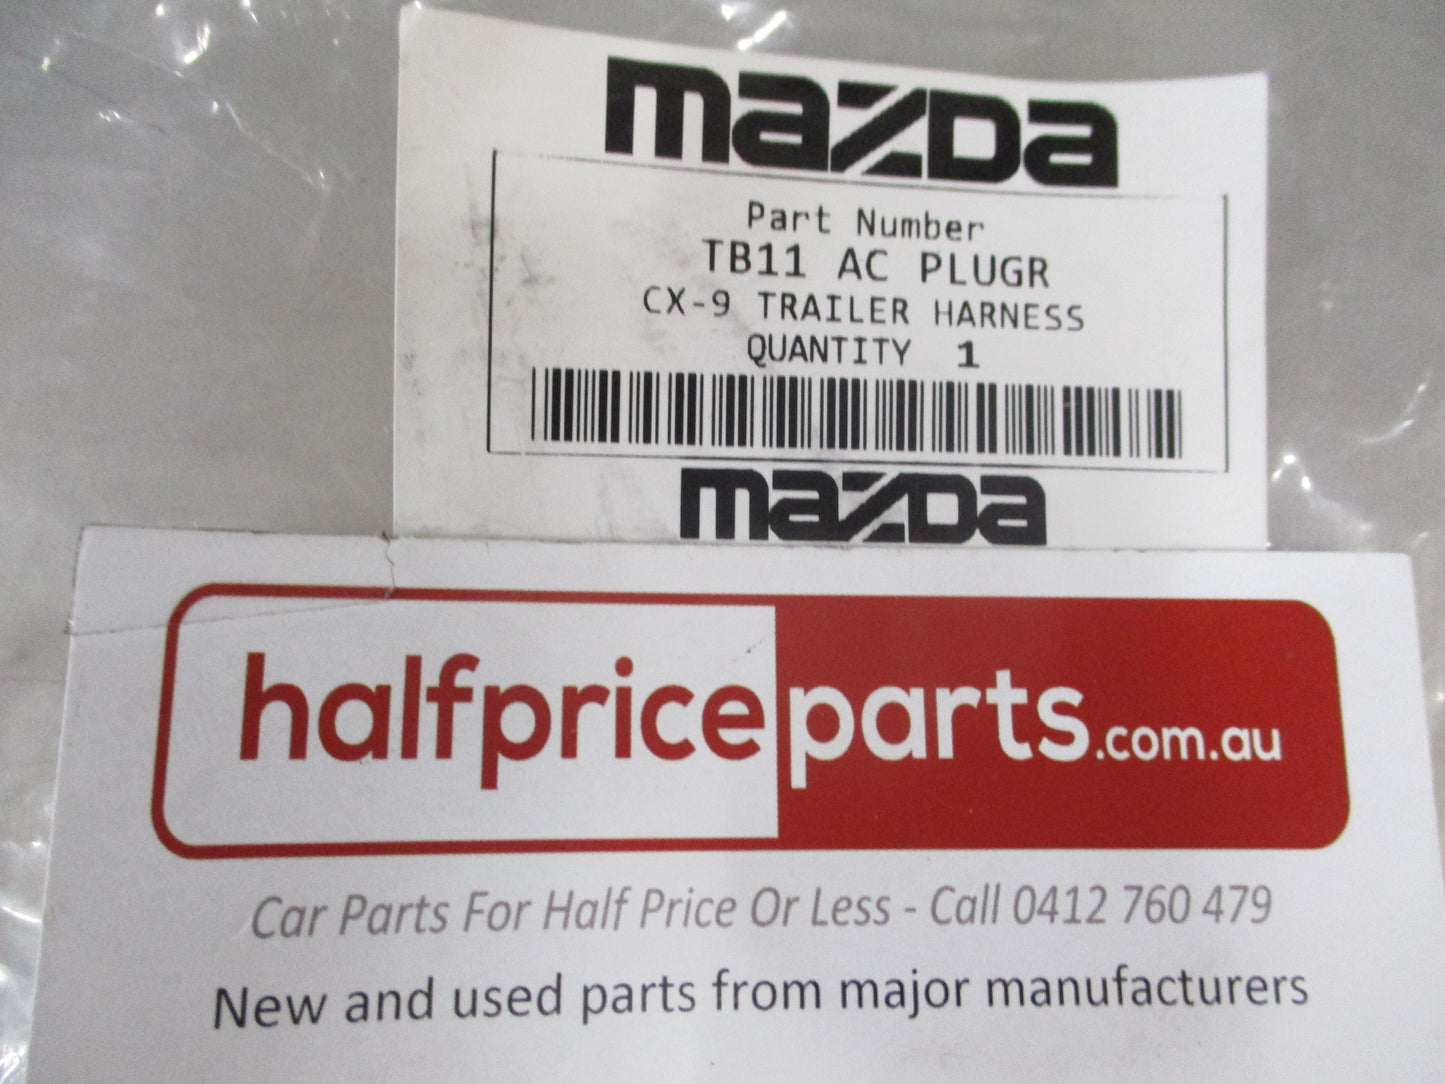 mazda
Part Number
TB11 AC PLUGR
CX-9 TRAILER HARNESS
QUANTITY 1
mazda
halfpriceparts.com.au
Car Parts For Half Price Or Less - Call 0412 760 479
New and used parts from major manufacturers